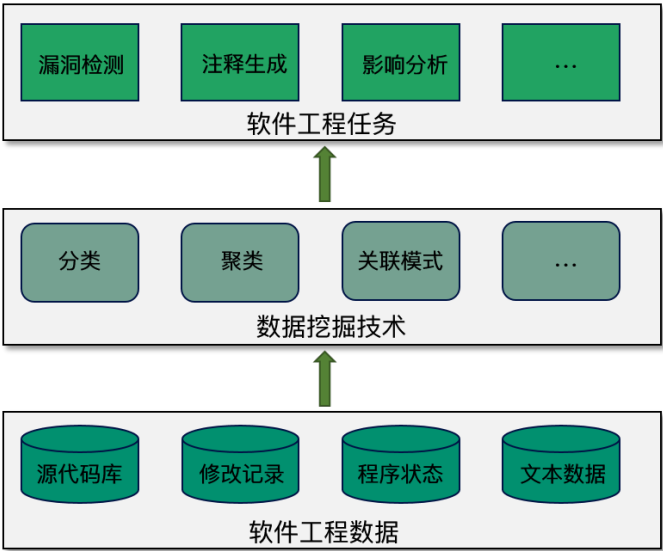 漏洞检测 注释生成 影响分析 …
软件工程任务
分类 聚类 关联模式 …
数据挖掘技术
源代码库 修改记录 程序状态 文本数据
软件工程数据